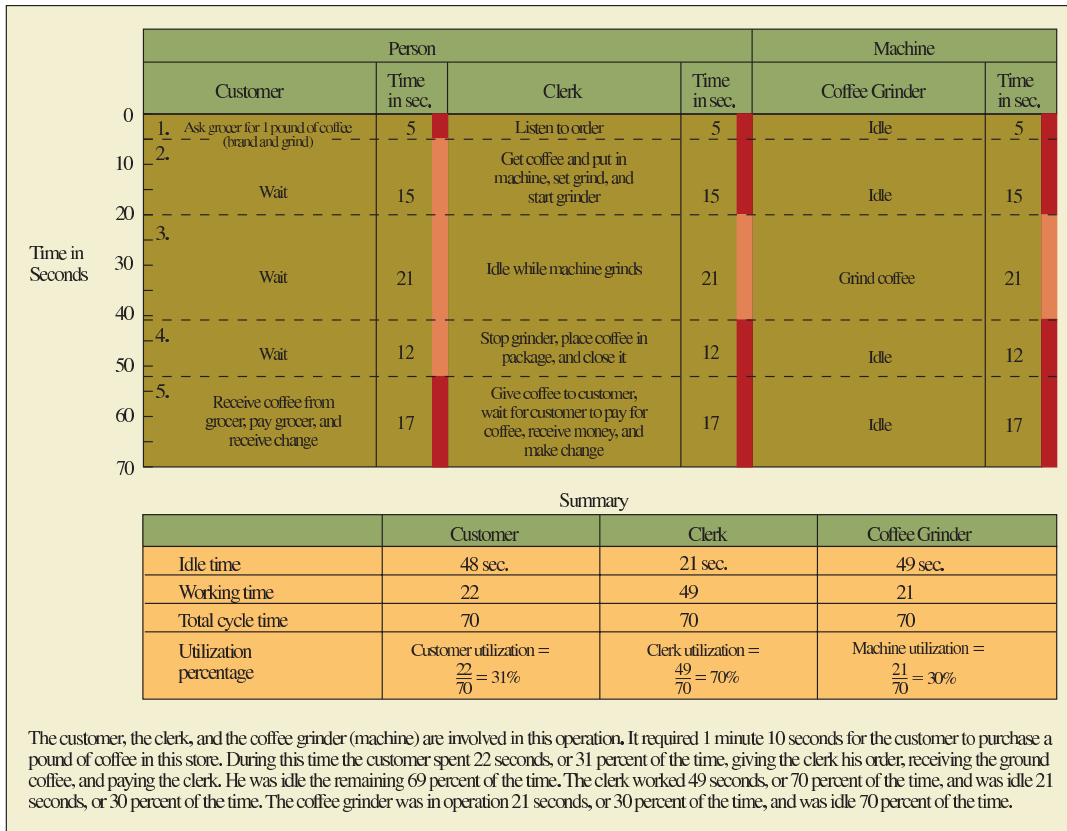 Person Machine
Customer Time in sec. Clerk Time in sec. Coffee Grinder Time in sec.
Time in
Seconds
0
10
20
30
40
50
60
70
1. Ask grocer for 1 pound of coffee
(brand and grind)
5
Listen to order
5
Idle
5
2.
Wait
15
Get coffee and put in
machine, set grind, and
start grinder
15
Idle
15
3.
Wait
21
Idle while machine grinds
21
Grind coffee
21
4.
Wait
12
Stop grinder, place coffee in
package, and close it
12
Idle
12
5.
Receive coffee from
grocer, pay grocer, and
receive change
17
Give coffee to customer,
wait for customer to pay for
coffee, receive money, and
make change
17
Idle
17
Summary
Customer Clerk Coffee Grinder
Idle time 48 sec. 21 sec. 49 sec.
Working time 22 49 21
Total cycle time 70 70 70
Utilization
percentage
Customer utilization =
22/70 = 31%
Clerk utilization =
49/70 = 70%
Machine utilization =
21/70 = 30%
The customer, the clerk, and the coffee grinder (machine) are involved in this operation. It required 1 minute 10 seconds for the customer to purchase a
pound of coffee in this store. During this time the customer spent 22 seconds, or 31 percent of the time, giving the clerk his order, receiving the ground
coffee, and paying the clerk. He was idle the remaining 69 percent of the time. The clerk worked 49 seconds, or 70 percent of the time, and was idle 21
seconds, or 30 percent of the time. The coffee grinder was in operation 21 seconds, or 30 percent of the time, and was idle 70 percent of the time.